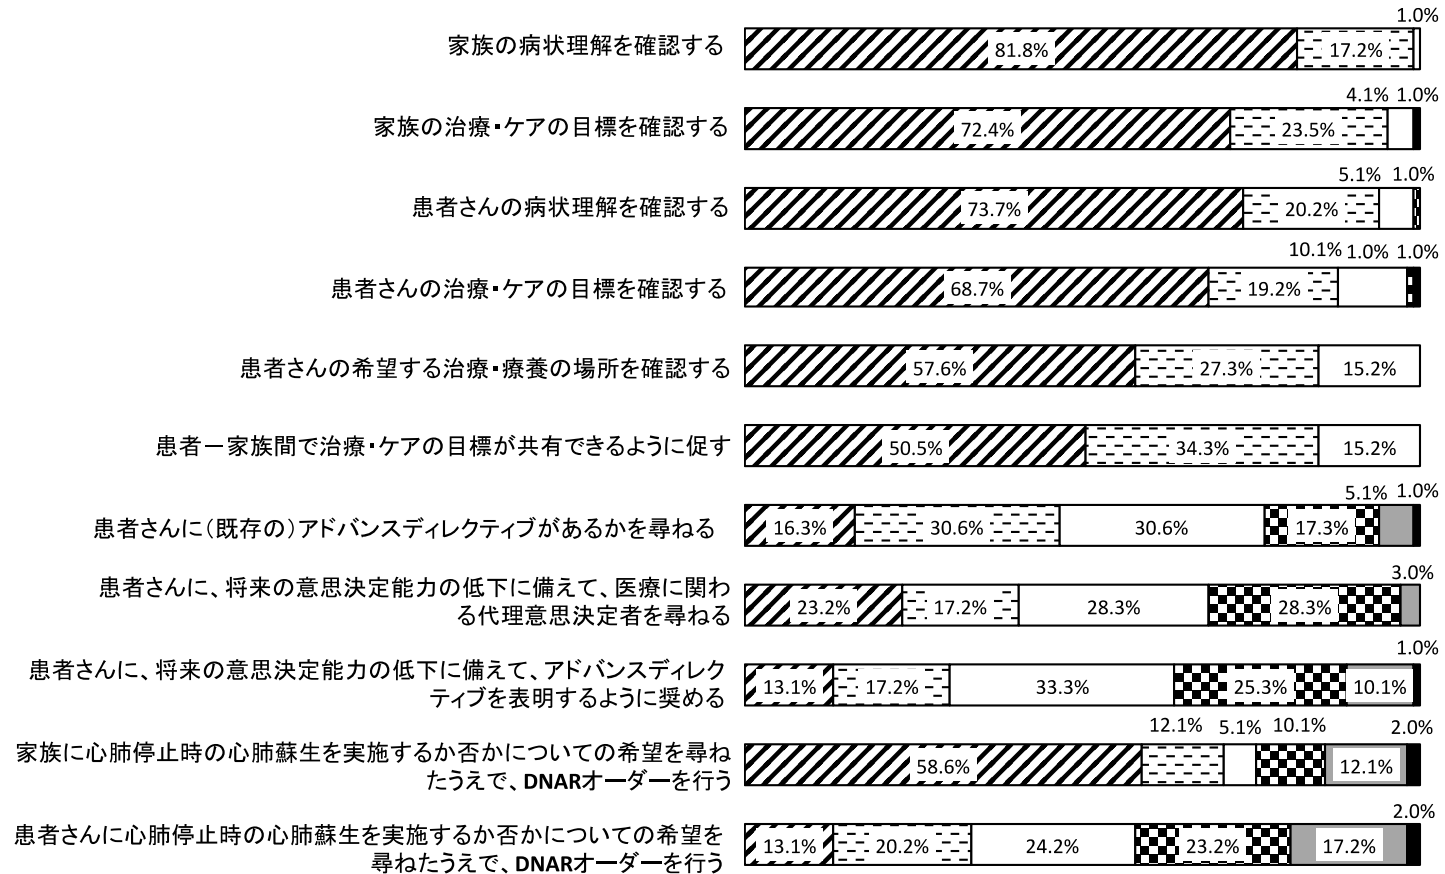 1.0%
家族の病状理解を確認する 81.8% 17.2%
4.1% 1.0%
家族の治療・ケアの目標を確認する 72.4% 23.5%
5.1% 1.0%
患者さんの病状理解を確認する 73.7% 20.2%
10.1% 1.0% 1.0%
患者さんの治療・ケアの目標を確認する 68.7% 19.2%
患者さんの希望する治療・療養の場所を確認する 57.6% 27.3% 15.2%
患者－家族間で治療・ケアの目標が共有できるように促す 50.5% 34.3% 15.2%
5.1% 1.0%
患者さんに（既存の）アドバンスディレクティブがあるかを尋ねる 16.3% 30.6% 30.6% 17.3%
3.0%
患者さんに、将来の意思決定能力の低下に備えて、医療に関わ
る代理意思決定者を尋ねる 23.2% 17.2% 28.3% 28.3%
1.0%
患者さんに、将来の意思決定能力の低下に備えて、アドバンスディレク
ティブを表明するように奨める 13.1% 17.2% 33.3% 25.3% 10.1%
12.1% 5.1% 10.1% 2.0%
家族に心肺停止時の心肺蘇生を実施するか否かについての希望を尋ね
たうえで、DNARオーダーを行う 58.6% 12.1%
2.0%
患者さんに心肺停止時の心肺蘇生を実施するか否かについての希望を
尋ねたうえで、DNARオーダーを行う 13.1% 20.2% 24.2% 23.2% 17.2%